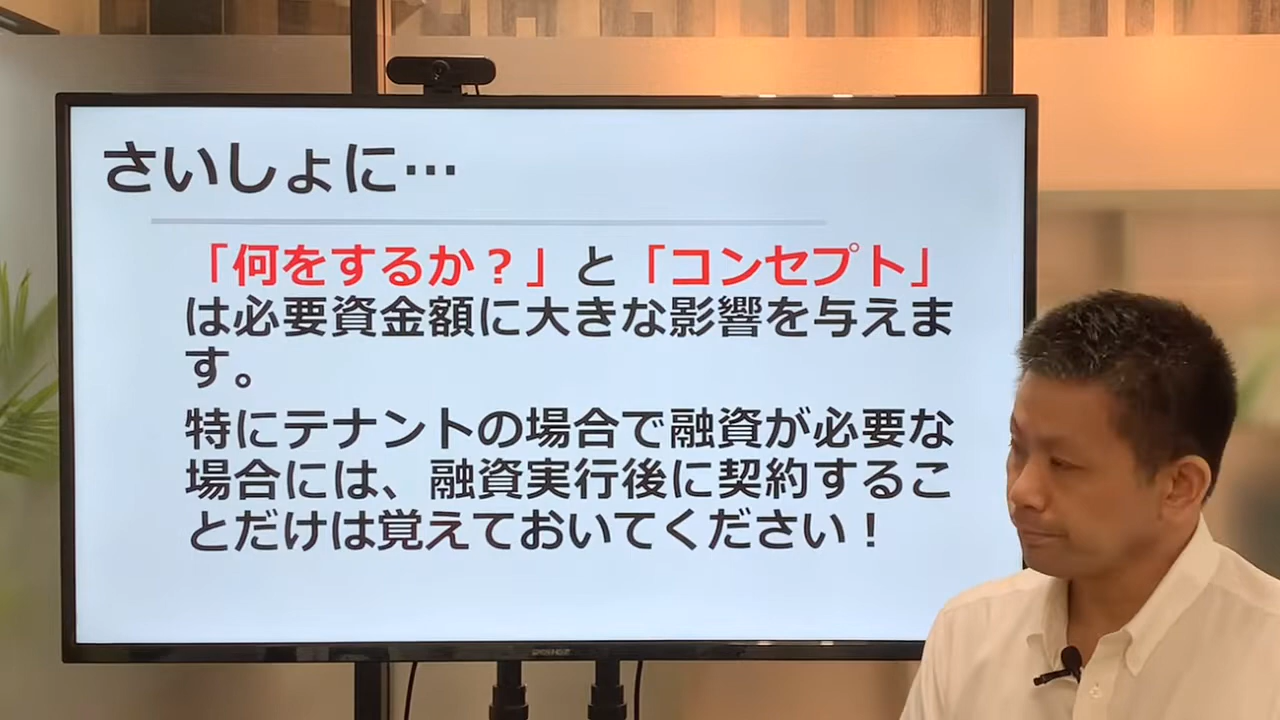 さいしょに…
「何をするか？」と「コンセプト」
は必要資金額に大きな影響を与えま
す。
特にテナントの場合で融資が必要な
場合には、融資実行後に契約するこ
とだけは覚えておいてください！